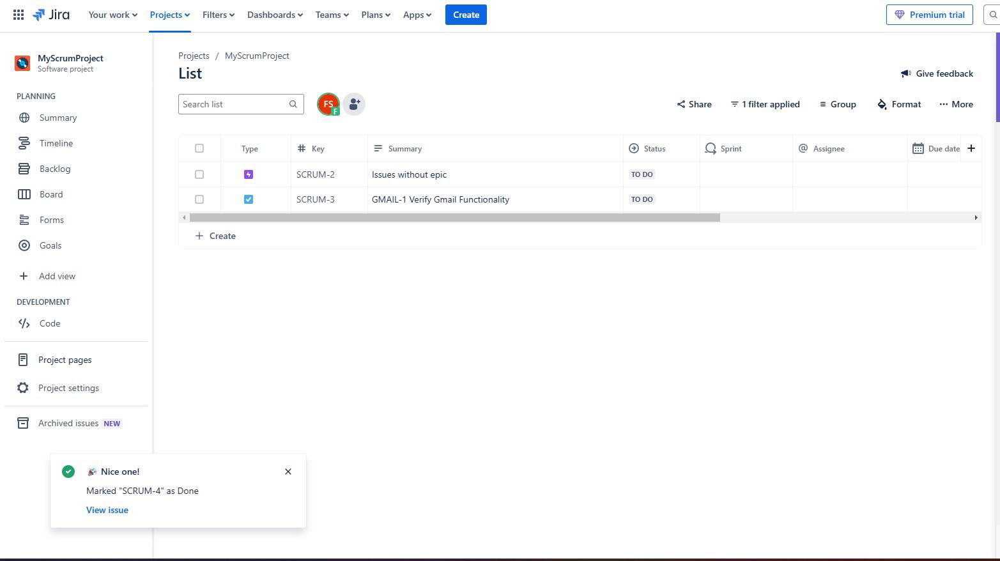 Jira Your work Projects Filters Dashboards Teams Plans Apps Create Premium trial
MyScrumProject
Software project
PLANNING
Summary
Timeline
Backlog
Board
Forms
Goals
Add view
DEVELOPMENT
Code
Project pages
Project settings
Archived issues NEW
Projects / MyScrumProject
List
Give feedback
Search list FS F Share 1 filter applied Group Format More
Type Key Summary Status Sprint Assignee Due date
SCRUM-2 Issues without epic TO DO
SCRUM-3 GMAIL-1 Verify Gmail Functionality TO DO
+ Create
Nice one!
Marked "SCRUM-4" as Done
View issue